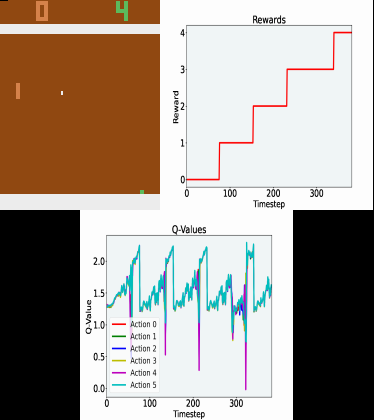 0 4
Rewards
4
3
2
1
0
Reward
0 100 200 300
Timestep
Q-Values
2.0
1.5
1.0
0.5
0.0
Q-Value
Action 0
Action 1
Action 2
Action 3
Action 4
Action 5
0 100 200 300
Timestep